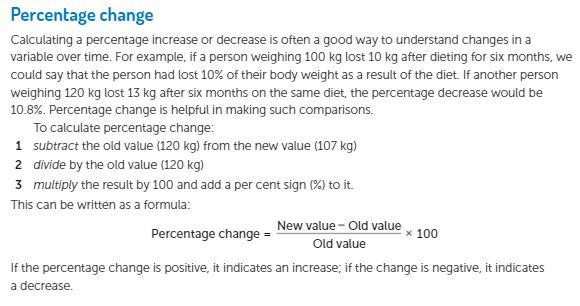 Percentage change
Calculating a percentage increase or decrease is often a good way to understand changes in a
variable over time. For example, if a person weighing 100 kg lost 10 kg after dieting for six months, we
could say that the person had lost 10% of their body weight as a result of the diet. If another person
weighing 120 kg lost 13 kg after six months on the same diet, the percentage decrease would be
10.8%. Percentage change is helpful in making such comparisons.
To calculate percentage change:
1 subtract the old value (120 kg) from the new value (107 kg)
2 divide by the old value (120 kg)
3 multiply the result by 100 and add a per cent sign (%) to it.
This can be written as a formula:
New value – Old value
Percentage change = × 100
Old value
If the percentage change is positive, it indicates an increase; if the change is negative, it indicates
a decrease.